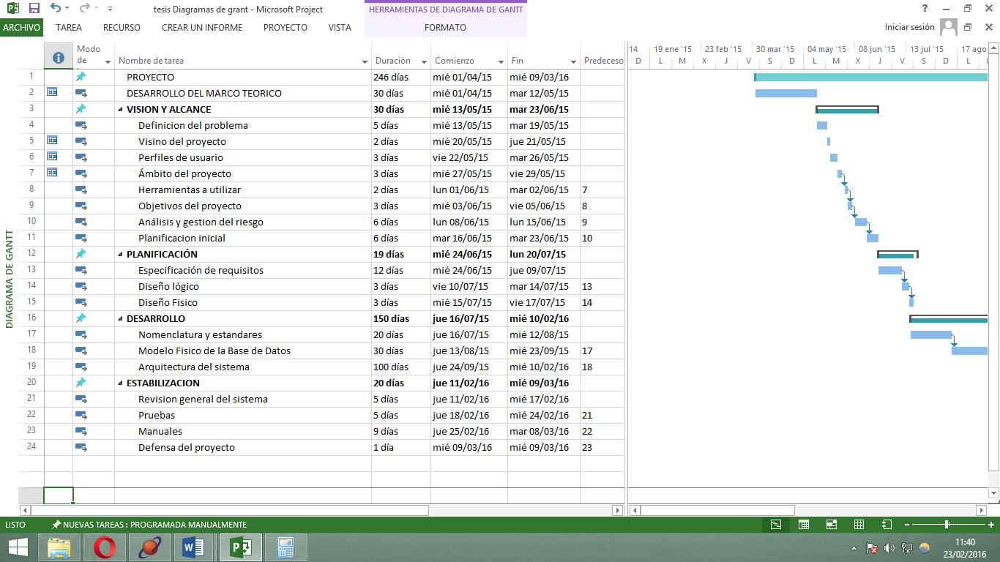 tesis Diagramas de grant - Microsoft Project
HERRAMIENTAS DE DIAGRAMA DE GANTT
ARCHIVO TAREA RECURSO CREAR UN INFORME PROYECTO VISTA FORMATO Iniciar sesión
Modo de Nombre de tarea Duración Comienzo Fin Predeceso
14 19 ene '15 23 feb '15 30 mar '15 04 may '15 08 jun '15 13 jul '15 17 ago
D L X V S D M X J S D L
1 PROYECTO 246 días mié 01/04/15 mié 09/03/16
2 DESARROLLO DEL MARCO TEORICO 30 días mié 01/04/15 mar 12/05/15
3 VISION Y ALCANCE 30 días mié 13/05/15 mar 23/06/15
4 Definicion del problema 5 días mié 13/05/15 mar 19/05/15
5 Visino del proyecto 2 días mié 20/05/15 jue 21/05/15
6 Perfiles de usuario 3 días vie 22/05/15 mar 26/05/15
7 Ámbito del proyecto 3 días mié 27/05/15 vie 29/05/15
8 Herramientas a utilizar 2 días lun 01/06/15 mar 02/06/15 7
9 Objetivos del proyecto 3 días mié 03/06/15 vie 05/06/15 8
10 Análisis y gestion del riesgo 6 días lun 08/06/15 lun 15/06/15 9
11 Planificacion inicial 6 días mar 16/06/15 mar 23/06/15 10
12 PLANIFICACIÓN 19 días mié 24/06/15 lun 20/07/15
13 Especificación de requisitos 12 días mié 24/06/15 jue 09/07/15
14 Diseño lógico 3 días vie 10/07/15 mar 14/07/15 13
15 Diseño Fisico 3 días mié 15/07/15 vie 17/07/15 14
16 DESARROLLO 150 días jue 16/07/15 mié 10/02/16
17 Nomenclatura y estandares 20 días jue 16/07/15 mié 12/08/15
18 Modelo Fisico de la Base de Datos 30 días jue 13/08/15 mié 23/09/15 17
19 Arquitectura del sistema 100 días jue 24/09/15 mié 10/02/16 18
20 ESTABILIZACION 20 días jue 11/02/16 mié 09/03/16
21 Revision general del sistema 5 días jue 11/02/16 mié 17/02/16
22 Pruebas 5 días jue 18/02/16 mié 24/02/16 21
23 Manuales 9 días jue 25/02/16 mar 08/03/16 22
24 Defensa del proyecto 1 día mié 09/03/16 mié 09/03/16 23
DIAGRAMA DE GANTT
LISTO NUEVAS TAREAS : PROGRAMADA MANUALMENTE
11:40
23/02/2016